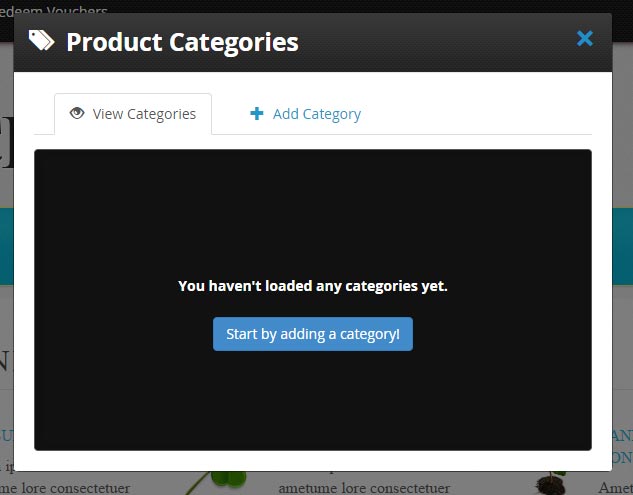 edeem Vouchers
Product Categories
View Categories
Add Category
You haven't loaded any categories yet.
Start by adding a category!
ametume lore consectetuer
ametume lore consectetuer
Amet